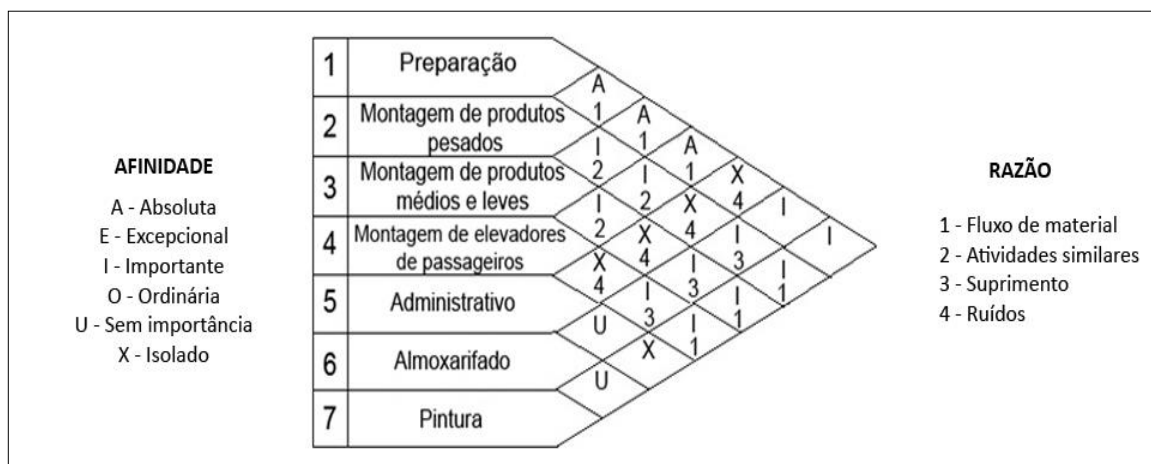 AFINIDADE
A - Absoluta
E - Excepcional
I - Importante
O - Ordinária
U - Sem importância
X - Isolado
1 Preparação
2 Montagem de produtos
pesados
3 Montagem de produtos
médios e leves
4 Montagem de elevadores
de passageiros
5 Administrativo
6 Almoxarifado
7 Pintura
A
1 A
I 1 A
2 I 1 X
I 2 X 4 I
2 X 4 I I
X 4 I 3 I
4 I 3 I 1
U 3 I 1
X 1
U
RAZÃO
1 - Fluxo de material
2 - Atividades similares
3 - Suprimento
4 - Ruídos